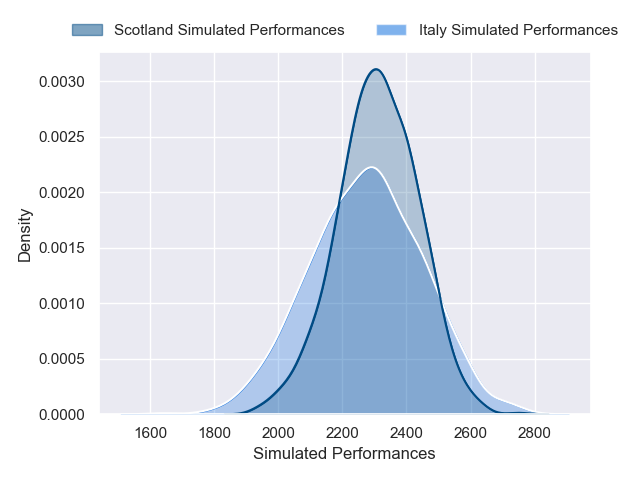 Scotland Simulated Performances
Italy Simulated Performances
0.0030
0.0025
0.0020
0.0015
0.0010
0.0005
0.0000
Density
1600 1800 2000 2200 2400 2600 2800
Simulated Performances